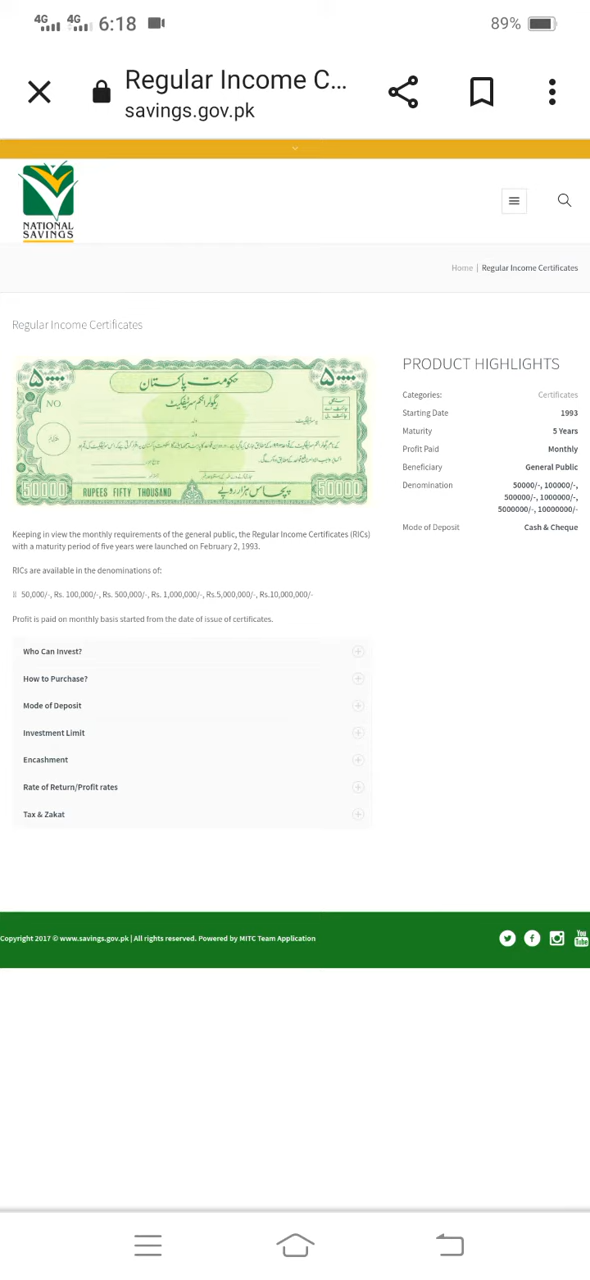 4G 4G 6:18 89%
Regular Income C...
savings.gov.pk
NATIONAL
SAVINGS
Home | Regular Income Certificates
Regular Income Certificates
۵۰۰۰۰ حکومت پاکستان ۵۰۰۰۰
NO ریگولر انکم سرٹیفکیٹ
50000 RUPEES FIFTY THOUSAND پچاس ہزار روپے 50000
Keeping in view the monthly requirements of the general public, the Regular Income Certificates (RICs)
with a maturity period of five years were launched on February 2, 1993.
RICs are available in the denominations of:
50,000/-, Rs. 100,000/-, Rs. 500,000/-, Rs. 1,000,000/-, Rs.5,000,000/-, Rs.10,000,000/-
Profit is paid on monthly basis started from the date of issue of certificates.
Who Can Invest?
How to Purchase?
Mode of Deposit
Investment Limit
Encashment
Rate of Return/Profit rates
Tax & Zakat
PRODUCT HIGHLIGHTS
Categories: Certificates
Starting Date 1993
Maturity 5 Years
Profit Paid Monthly
Beneficiary General Public
Denomination 50000/-, 100000/-,
500000/-, 1000000/-,
5000000/-, 10000000/-
Mode of Deposit Cash & Cheque
Copyright 2017 © www.savings.gov.pk | All rights reserved. Powered by MITC Team Application
You
Tube